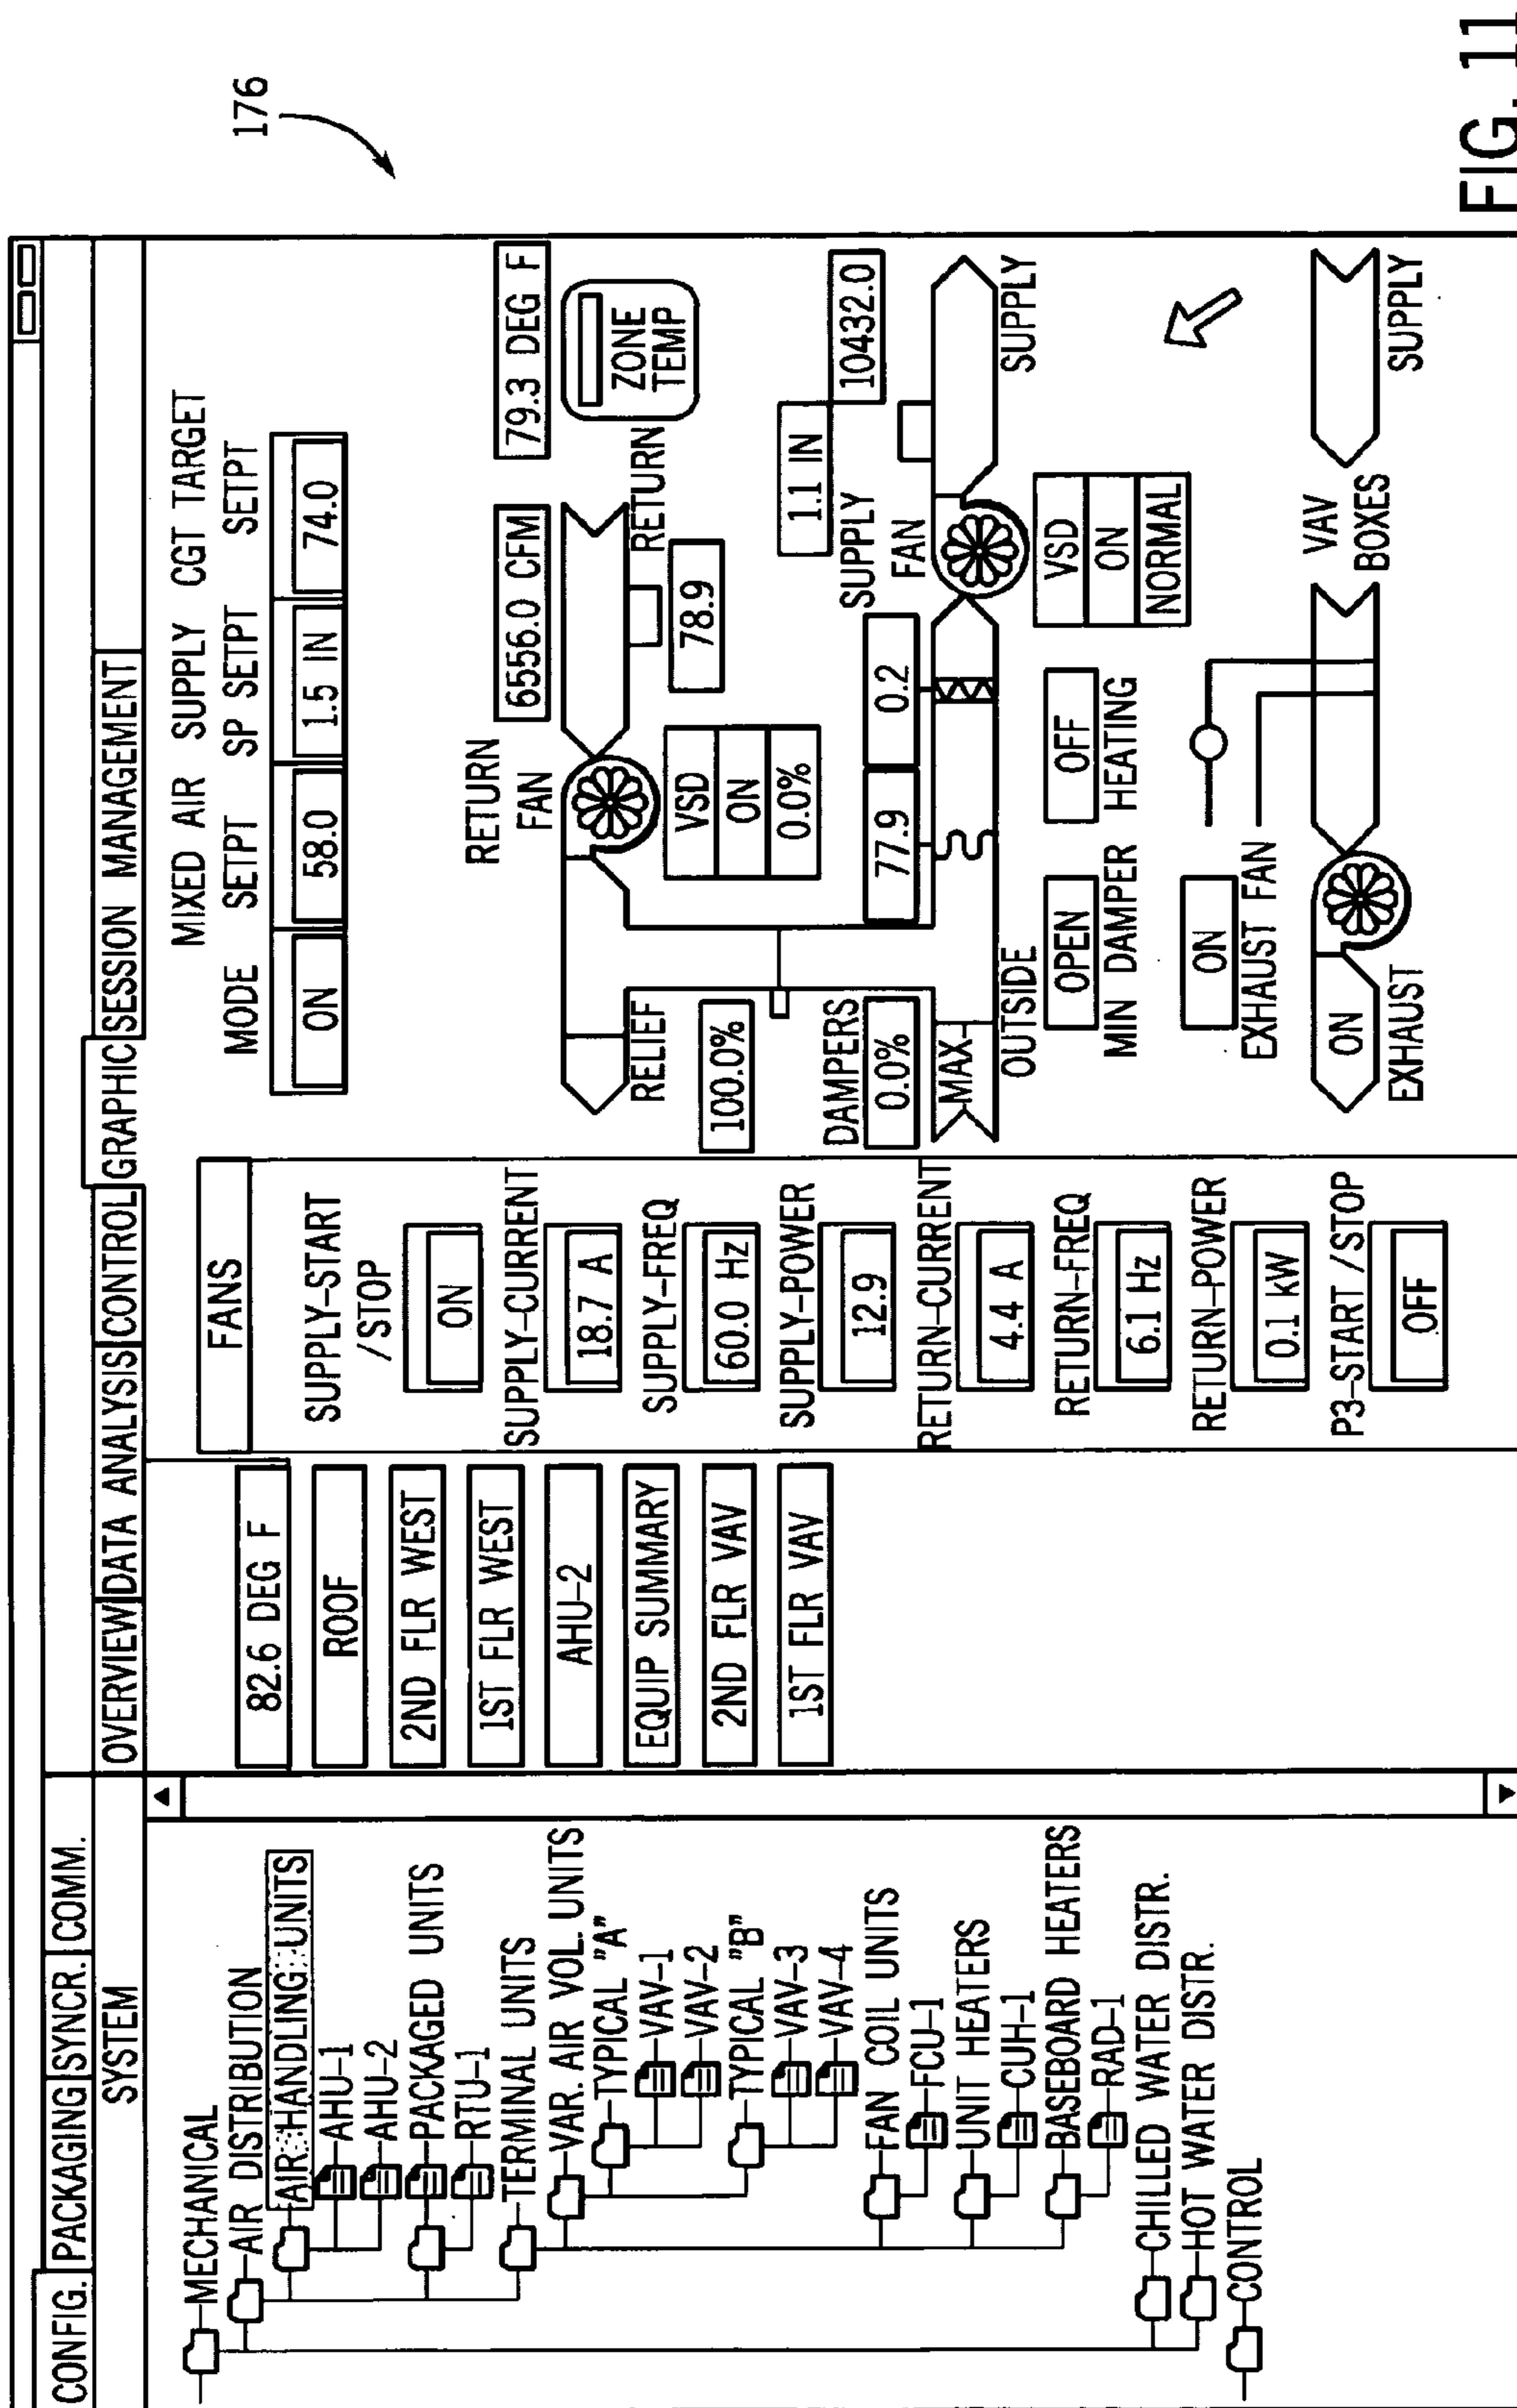 176
CONFIG. PACKAGING SYNCR. COMM.
SYSTEM
OVERVIEW DATA ANALYSIS CONTROL GRAPHIC SESSION MANAGEMENT
MECHANICAL
AIR DISTRIBUTION
AIR HANDLING UNITS
AHU-1
AHU-2
PACKAGED UNITS
RTU-1
TERMINAL UNITS
VAR. AIR VOL. UNITS
TYPICAL "A"
VAV-1
VAV-2
TYPICAL "B"
VAV-3
VAV-4
FAN COIL UNITS
FCU-1
UNIT HEATERS
CUH-1
BASEBOARD HEATERS
RAD-1
CHILLED WATER DISTR.
HOT WATER DISTR.
CONTROL
82.6 DEG F
ROOF
2ND FLR WEST
1ST FLR WEST
AHU-2
EQUIP SUMMARY
2ND FLR VAV
1ST FLR VAV
FANS
SUPPLY-START
/STOP
ON
SUPPLY-CURRENT
18.7 A
SUPPLY-FREQ
60.0 Hz
SUPPLY-POWER
12.9
RETURN-CURRENT
4.4 A
RETURN-FREQ
6.1 Hz
RETURN-POWER
0.1 kW
P3-START /STOP
OFF
MIXED AIR SUPPLY CGT TARGET
MODE SETPT SP SETPT SETPT
ON 58.0 1.5 IN 74.0
RETURN
FAN
6556.0 CFM
79.3 DEG F
ZONE
TEMP
RELIEF
RETURN
78.9
VSD
ON
0.0%
100.0%
DAMPERS
0.0%
77.9
0.2
1.1 IN
10432.0
SUPPLY
FAN
MAX
OUTSIDE
SUPPLY
VSD
ON
NORMAL
OPEN
MIN DAMPER
OFF
HEATING
ON
EXHAUST FAN
VAV
BOXES
ON
EXHAUST
SUPPLY
FIG. 11